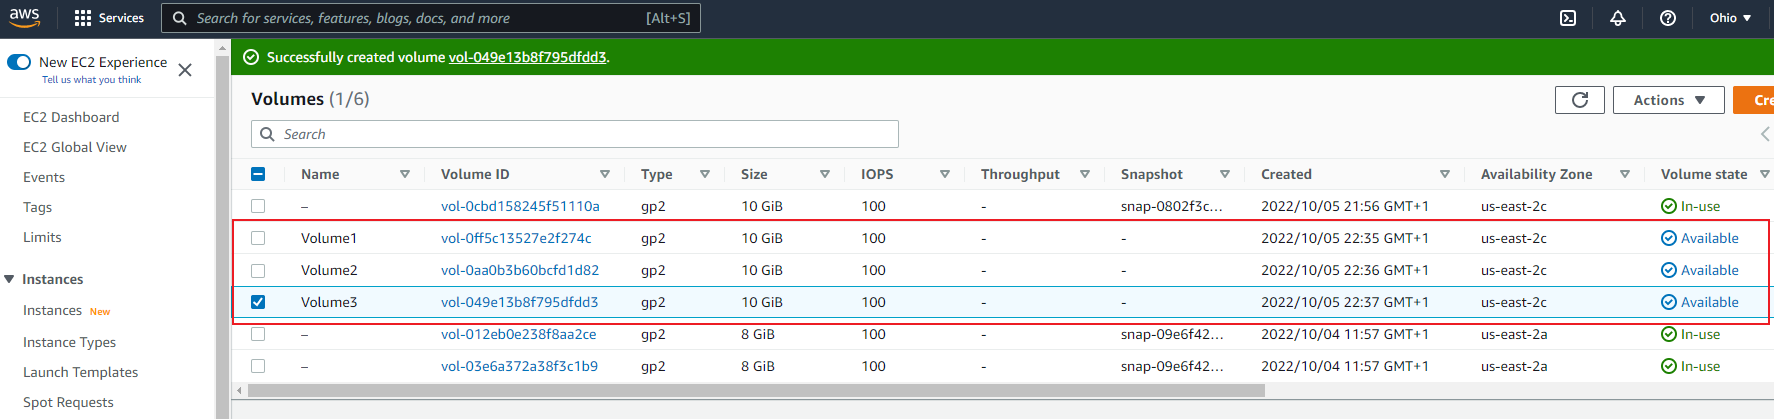 aws Services Search for services, features, blogs, docs, and more [Alt+S] Ohio
New EC2 Experience
Tell us what you think
EC2 Dashboard
EC2 Global View
Events
Tags
Limits
Instances
Instances New
Instance Types
Launch Templates
Spot Requests
Successfully created volume vol-049e13b8f795dfdd3.
Volumes (1/6)
Actions
Cre
Search
Name Volume ID Type Size IOPS Throughput Snapshot Created Availability Zone Volume state
– vol-0cbd158245f51110a gp2 10 GiB 100 - snap-0802f3c... 2022/10/05 21:56 GMT+1 us-east-2c In-use
Volume1 vol-0ff5c13527e2f274c gp2 10 GiB 100 - - 2022/10/05 22:35 GMT+1 us-east-2c Available
Volume2 vol-0aa0b3b60bcfd1d82 gp2 10 GiB 100 - - 2022/10/05 22:36 GMT+1 us-east-2c Available
Volume3 vol-049e13b8f795dfdd3 gp2 10 GiB 100 - - 2022/10/05 22:37 GMT+1 us-east-2c Available
– vol-012eb0e238f8aa2ce gp2 8 GiB 100 - snap-09e6f42... 2022/10/04 11:57 GMT+1 us-east-2a In-use
– vol-03e6a372a38f3c1b9 gp2 8 GiB 100 - snap-09e6f42... 2022/10/04 11:57 GMT+1 us-east-2a In-use